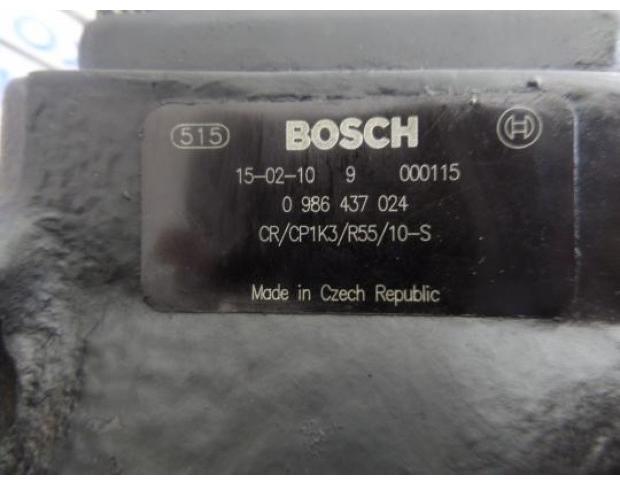 515 BOSCH
15-02-10 9 000115
0 986 437 024
CR/CP1K3/R55/10-S
Made in Czech Republic